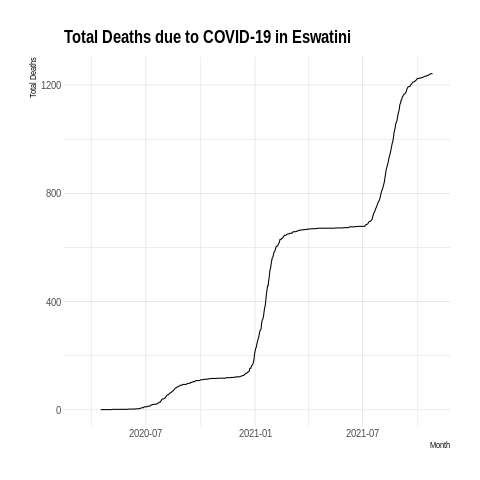 Total Deaths due to COVID-19 in Eswatini
Total Deaths
1200
800
400
0
2020-07
2021-01
2021-07
Month